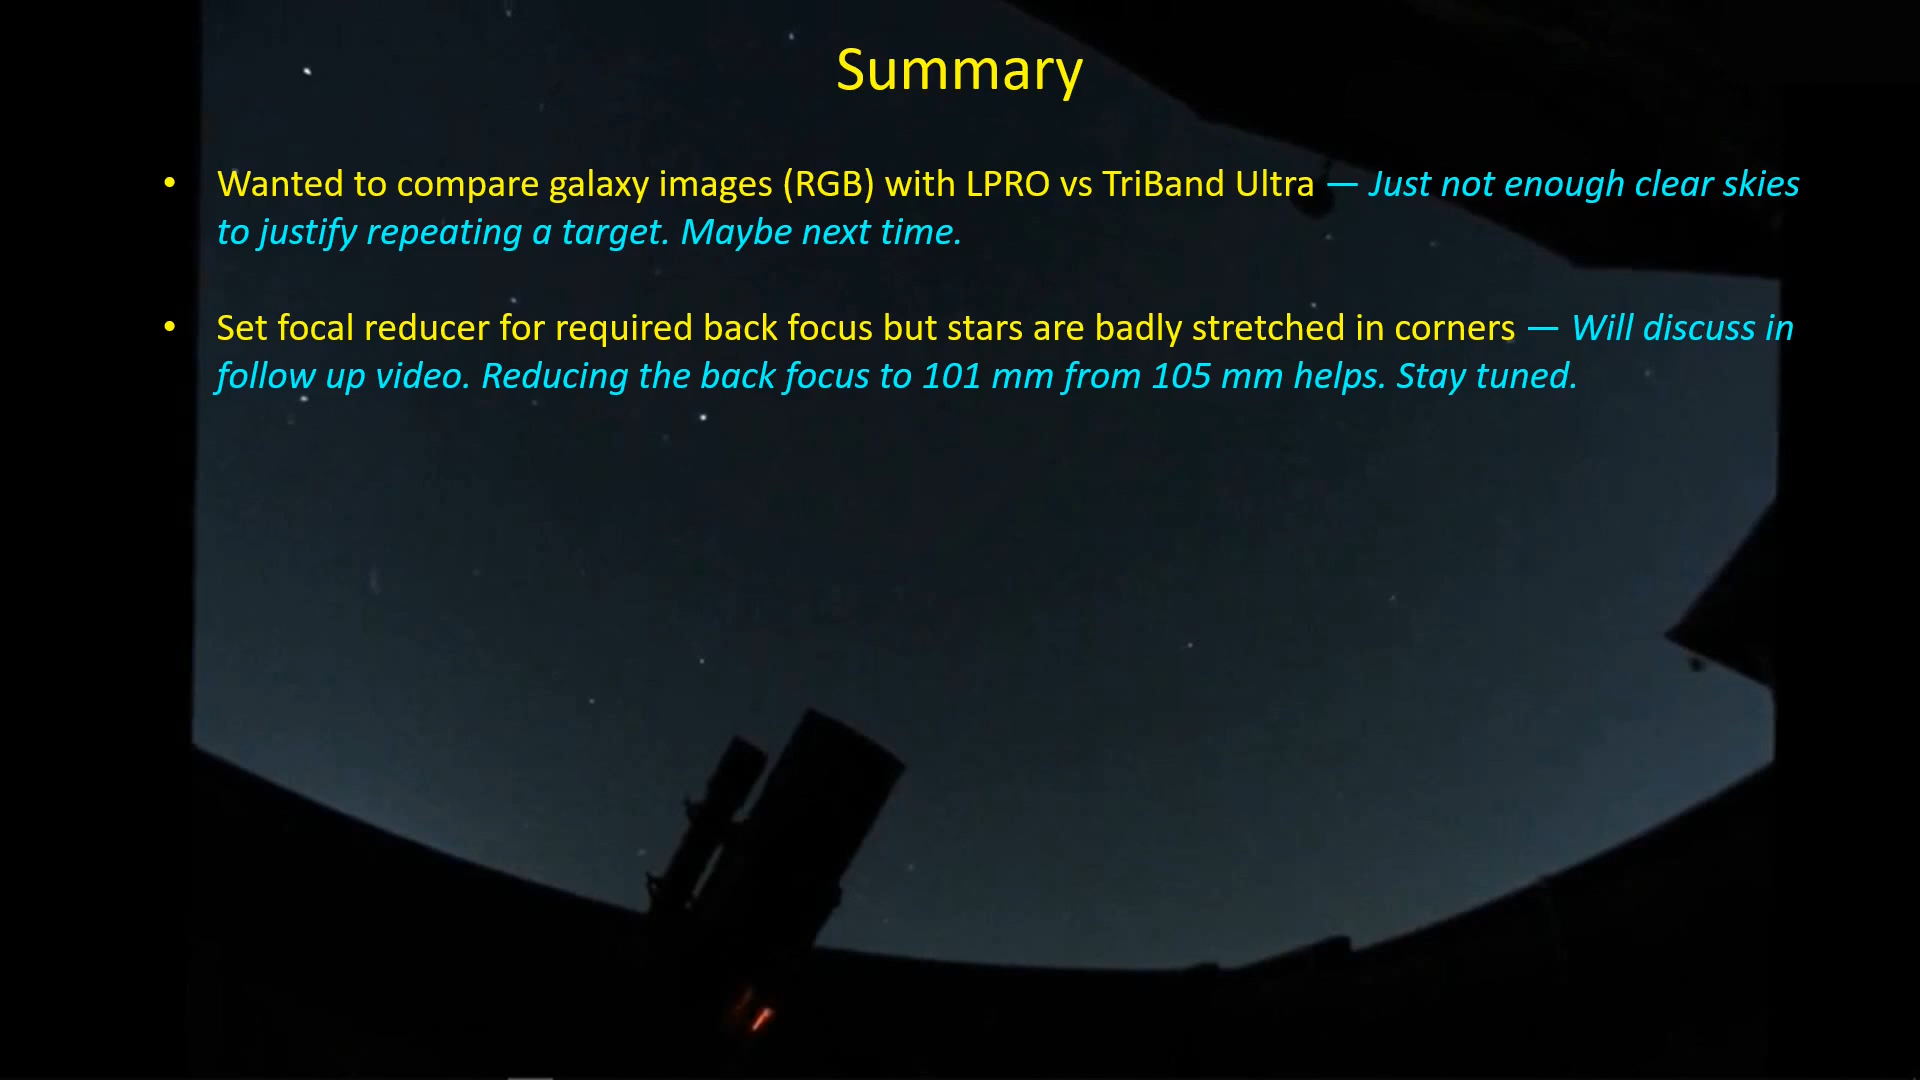 Summary
• Wanted to compare galaxy images (RGB) with LPRO vs TriBand Ultra — Just not enough clear skies
to justify repeating a target. Maybe next time.
• Set focal reducer for required back focus but stars are badly stretched in corners — Will discuss in
follow up video. Reducing the back focus to 101 mm from 105 mm helps. Stay tuned.